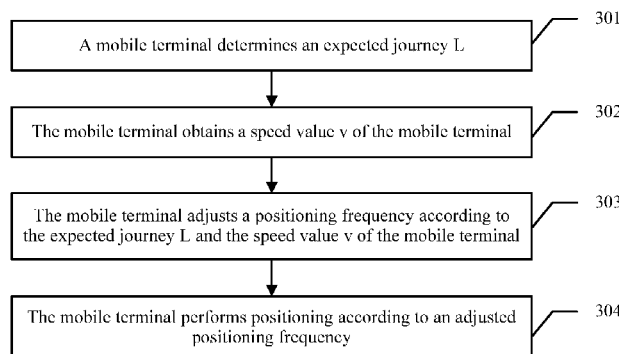 301
A mobile terminal determines an expected journey L
302
The mobile terminal obtains a speed value v of the mobile terminal
303
The mobile terminal adjusts a positioning frequency according to
the expected journey L and the speed value v of the mobile terminal
304
The mobile terminal performs positioning according to an adjusted
positioning frequency